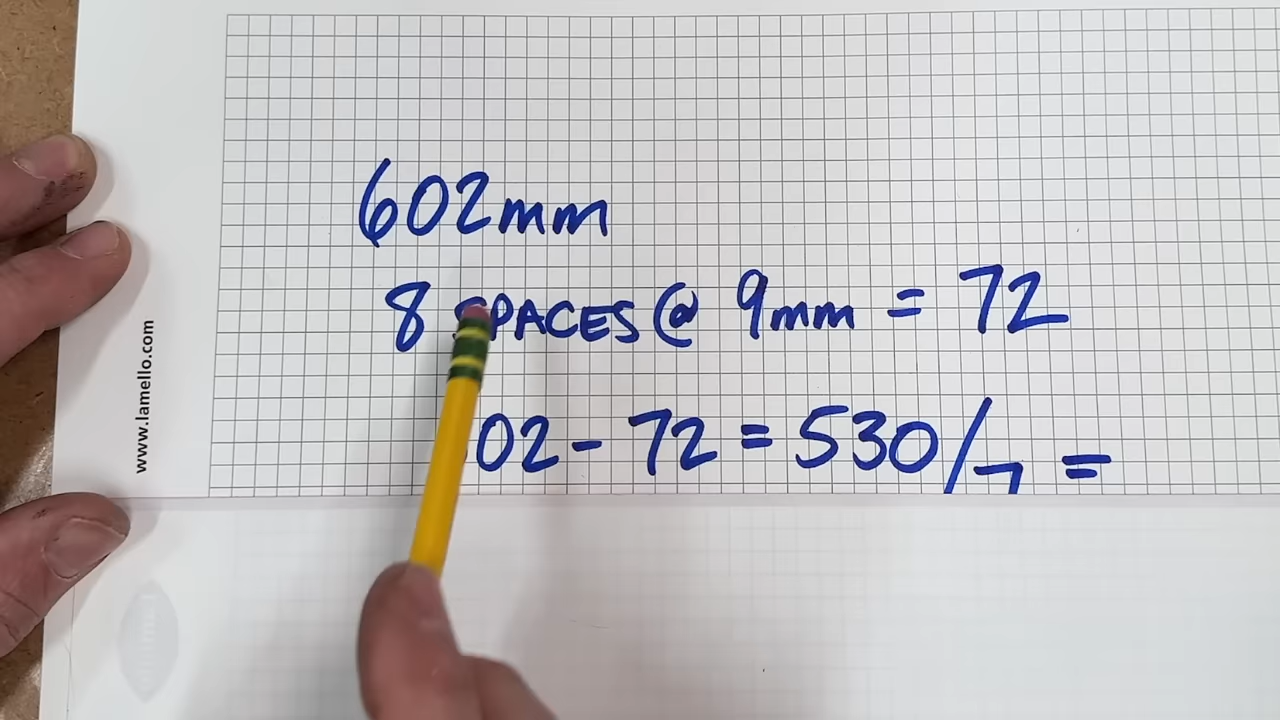 www.lamello.com
602mm
8 SPACES @ 9mm = 72
02 - 72 = 530/7 =